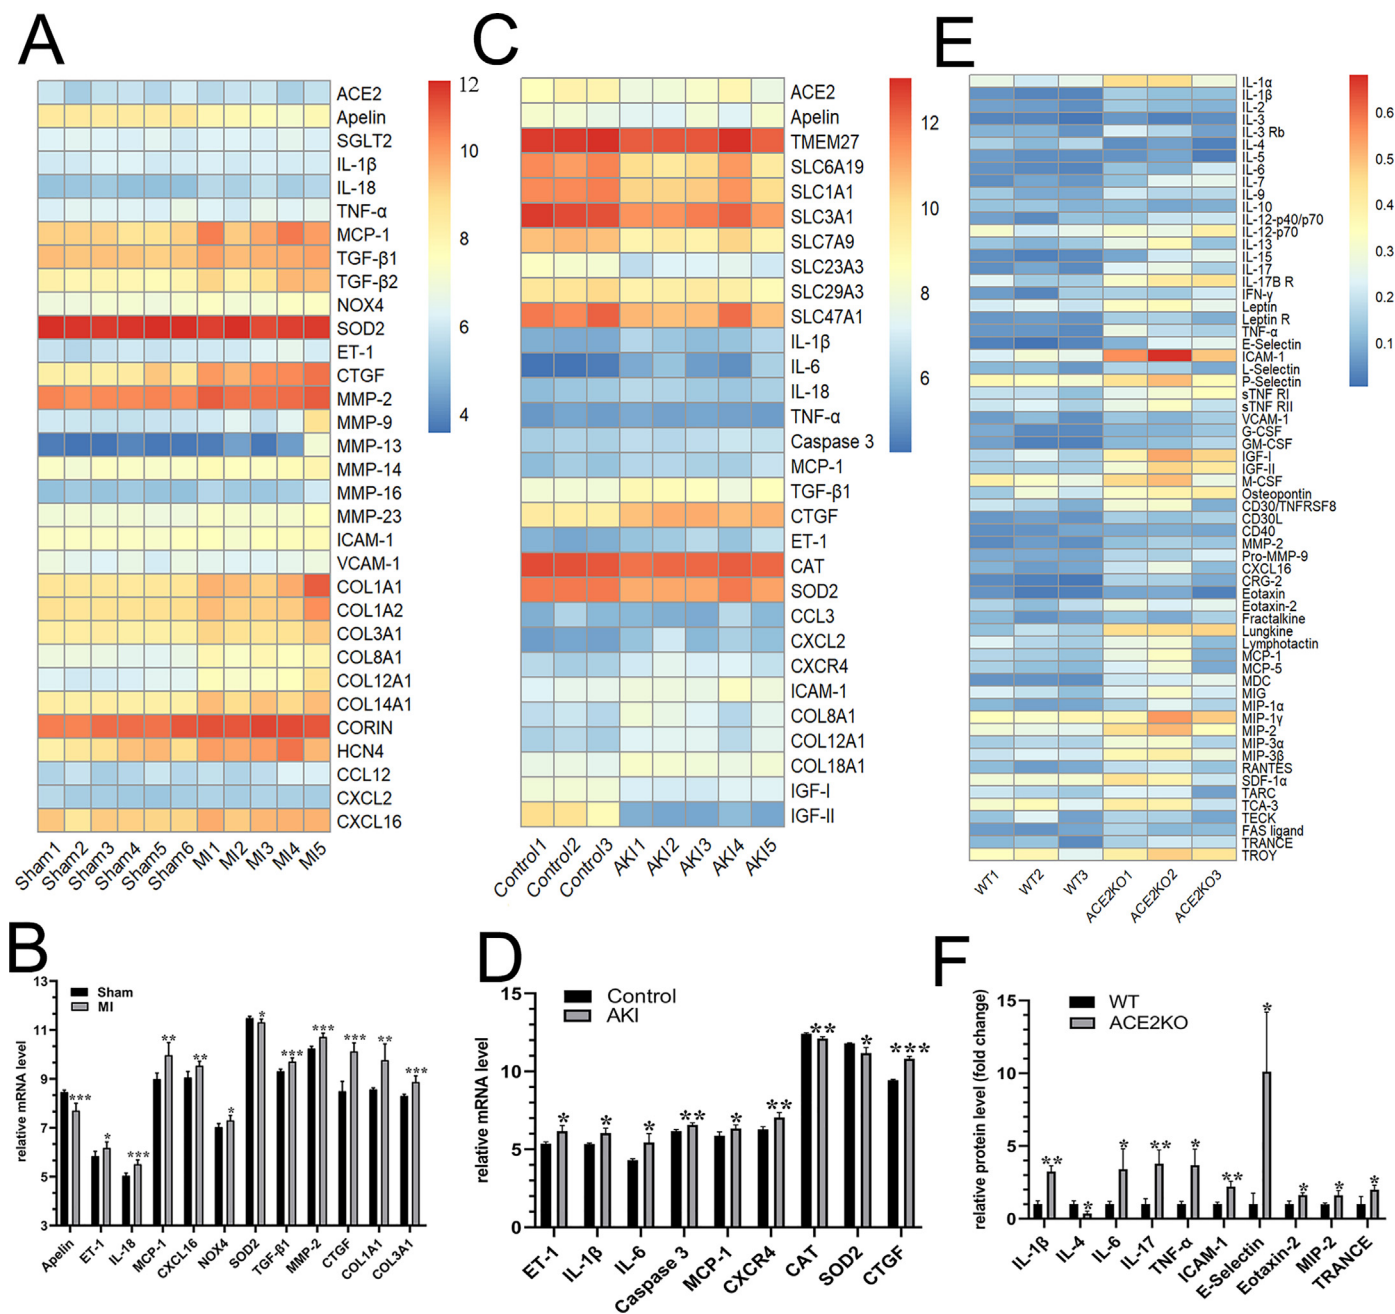 A
ACE2
Apelin
SGLT2
IL-1β
IL-18
TNF-α
MCP-1
TGF-β1
TGF-β2
NOX4
SOD2
ET-1
CTGF
MMP-2
MMP-9
MMP-13
MMP-14
MMP-16
MMP-23
ICAM-1
VCAM-1
COL1A1
COL1A2
COL3A1
COL8A1
COL12A1
COL14A1
CORIN
HCN4
CCL12
CXCL2
CXCL16
12
10
8
6
4
Sham1 Sham2 Sham3 Sham4 Sham5 Sham6 MI1 MI2 MI3 MI4 MI5
C
ACE2
Apelin
TMEM27
SLC6A19
SLC1A1
SLC3A1
SLC7A9
SLC23A3
SLC29A3
SLC47A1
IL-1β
IL-6
IL-18
TNF-α
Caspase 3
MCP-1
TGF-β1
CTGF
ET-1
CAT
SOD2
CCL3
CXCL2
CXCR4
ICAM-1
COL8A1
COL12A1
COL18A1
IGF-I
IGF-II
12
10
8
6
Control1 Control2 Control3 AKI1 AKI2 AKI3 AKI4 AKI5
E
IL-1α
IL-1β
IL-2
IL-3
IL-3 Rb
IL-4
IL-5
IL-6
IL-7
IL-9
IL-10
IL-12-p40/p70
IL-12-p70
IL-13
IL-15
IL-17
IL-17B R
IFN-γ
Leptin
Leptin R
TNF-α
E-Selectin
ICAM-1
L-Selectin
P-Selectin
sTNF RI
sTNF RII
VCAM-1
G-CSF
GM-CSF
IGF-I
IGF-II
M-CSF
Osteopontin
CD30/TNFRSF8
CD30L
CD40
MMP-2
Pro-MMP-9
CXCL16
CRG-2
Eotaxin
Eotaxin-2
Fractalkine
Lungkine
Lymphotactin
MCP-1
MCP-5
MDC
MIG
MIP-1α
MIP-1γ
MIP-2
MIP-3α
MIP-3β
RANTES
SDF-1α
TARC
TCA-3
TECK
FAS ligand
TRANCE
TROY
0.6
0.5
0.4
0.3
0.2
0.1
WT1 WT2 WT3 ACE2KO1 ACE2KO2 ACE2KO3
B
relative mRNA level
13
11
9
7
5
3
Sham
MI
*** * *** ** ** * * *** *** *** ** ***
Apelin ET-1 IL-18 MCP-1 CXCL16 NOX4 SOD2 TGF-β1 MMP-2 CTGF COL1A1 COL3A1
D
relative mRNA level
15
10
5
0
Control
AKI
* * * ** * ** ** * ***
ET-1 IL-1β IL-6 Caspase 3 MCP-1 CXCR4 CAT SOD2 CTGF
F
relative protein level (fold change)
15
10
5
0
WT
ACE2KO
** * * ** * ** * * * *
IL-1β IL-4 IL-6 IL-17 TNF-α ICAM-1 E-Selectin Eotaxin-2 MIP-2 TRANCE